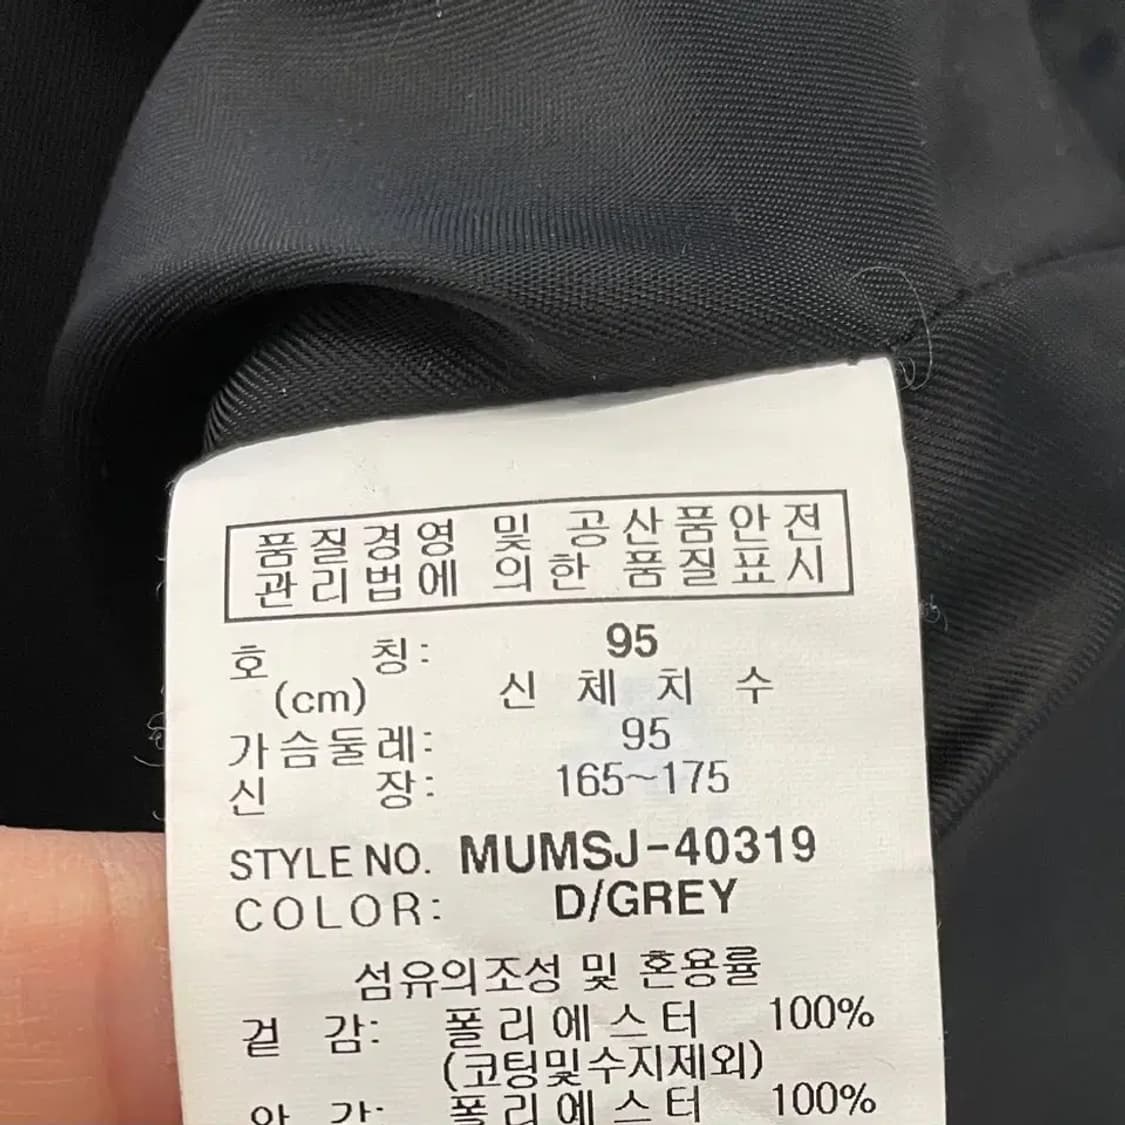 품질경영 및 공산품안전
관리법에 의한 품질표시
호 칭: 95
(cm) 신체치수
가슴둘레: 95
신 장: 165~175
STYLE NO. MUMSJ-40319
COLOR: D/GREY
섬유의조성 및 혼용률
겉 감: 폴리에스터 100%
(코팅및수지제외)
안 감: 폴리에스터 100%